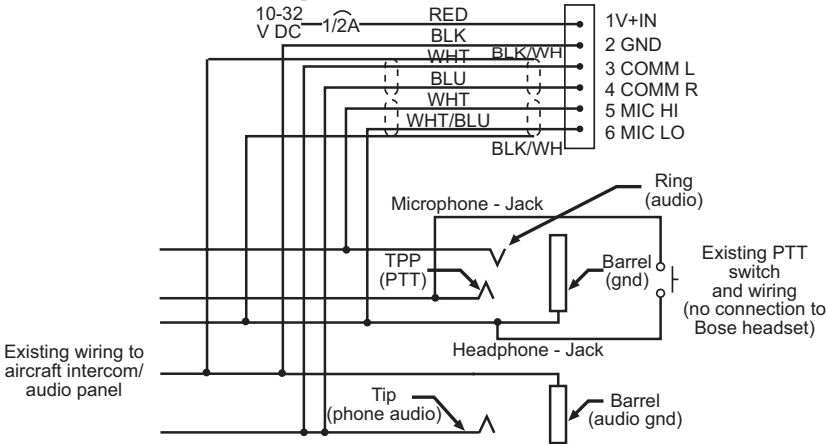 10-32
V DC
1/2A
RED
BLK
BLK/WH
WHT
BLU
WHT
WHT/BLU
BLK/WH
1V+IN
2 GND
3 COMM L
4 COMM R
5 MIC HI
6 MIC LO
Microphone - Jack
Ring
(audio)
TPP
(PTT)
Barrel
(gnd)
Existing PTT
switch
and wiring
(no connection to
Bose headset)
Headphone - Jack
Existing wiring to
aircraft intercom/
audio panel
Tip
(phone audio)
Barrel
(audio gnd)